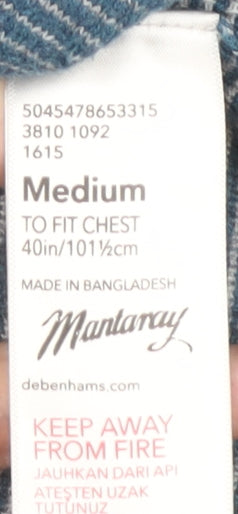 5045478653315
3810 1092
1615
Medium
TO FIT CHEST
40in/101½cm
MADE IN BANGLADESH
Mantaray
debenhams.com
KEEP AWAY
FROM FIRE
JAUHKAN DARI API
ATEŞTEN UZAK
TUTUNUZ